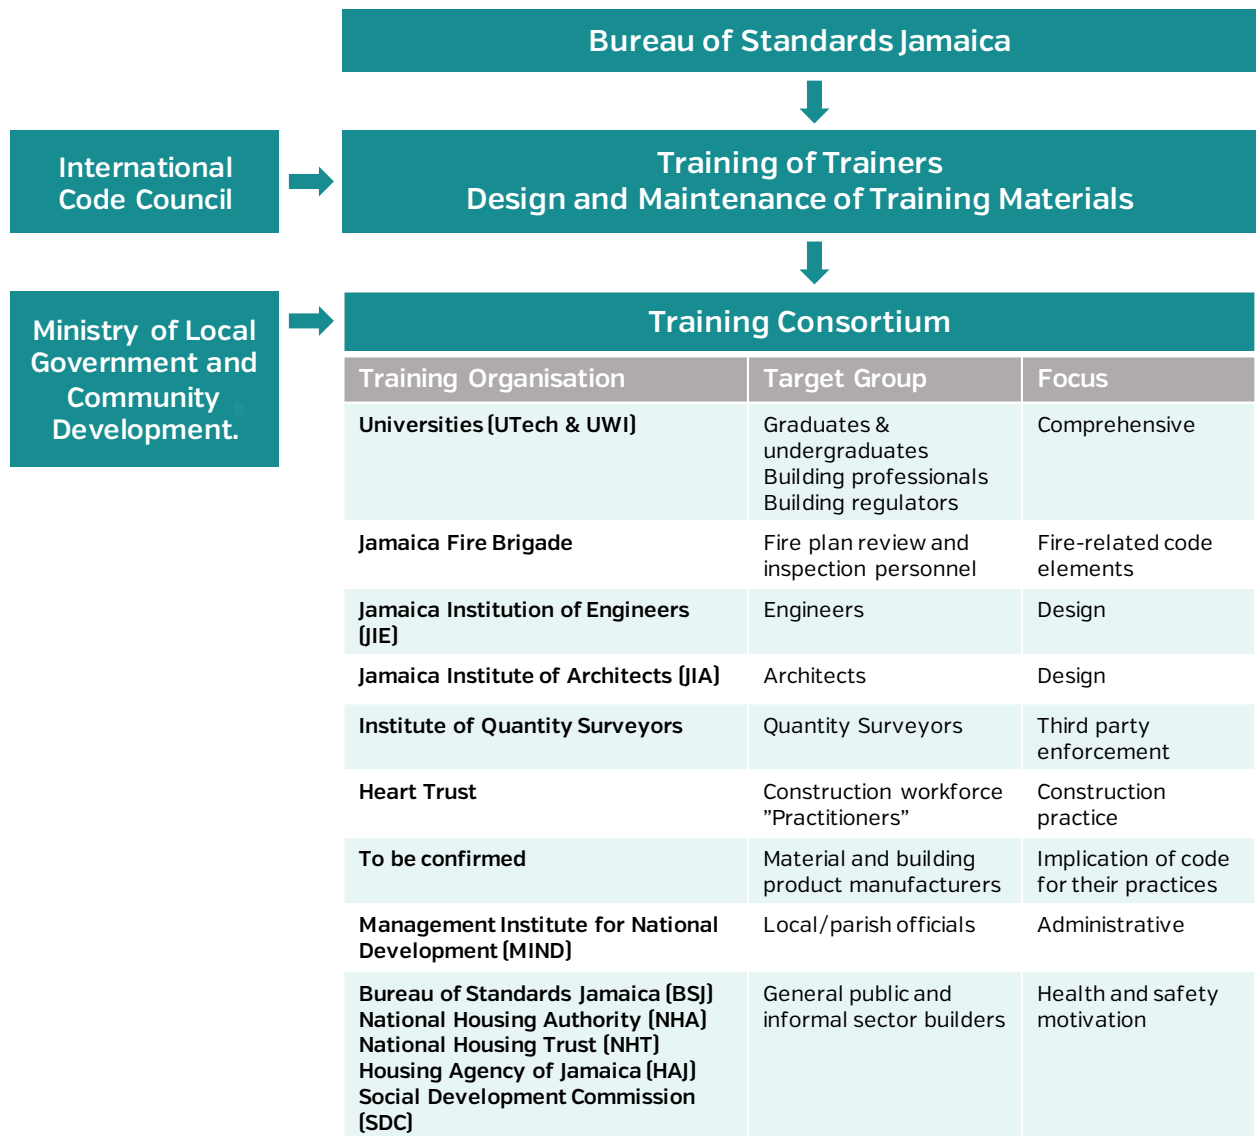 Bureau of Standards Jamaica
International
Code Council
Training of Trainers
Design and Maintenance of Training Materials
Ministry of Local
Government and
Community
Development.
Training Consortium
Training Organisation Target Group Focus
Universities (UTech & UWI) Graduates & Comprehensive
undergraduates
Building professionals
Building regulators
Jamaica Fire Brigade Fire plan review and Fire-related code
inspection personnel elements
Jamaica Institution of Engineers Engineers Design
(JIE)
Jamaica Institute of Architects (JIA) Architects Design
Institute of Quantity Surveyors Quantity Surveyors Third party
enforcement
Heart Trust Construction workforce Construction
”Practitioners” practice
To be confirmed Material and building Implication of code
product manufacturers for their practices
Management Institute for National Local/parish officials Administrative
Development (MIND)
Bureau of Standards Jamaica (BSJ) General public and Health and safety
National Housing Authority (NHA) informal sector builders motivation
National Housing Trust (NHT)
Housing Agency of Jamaica (HAJ)
Social Development Commission
(SDC)